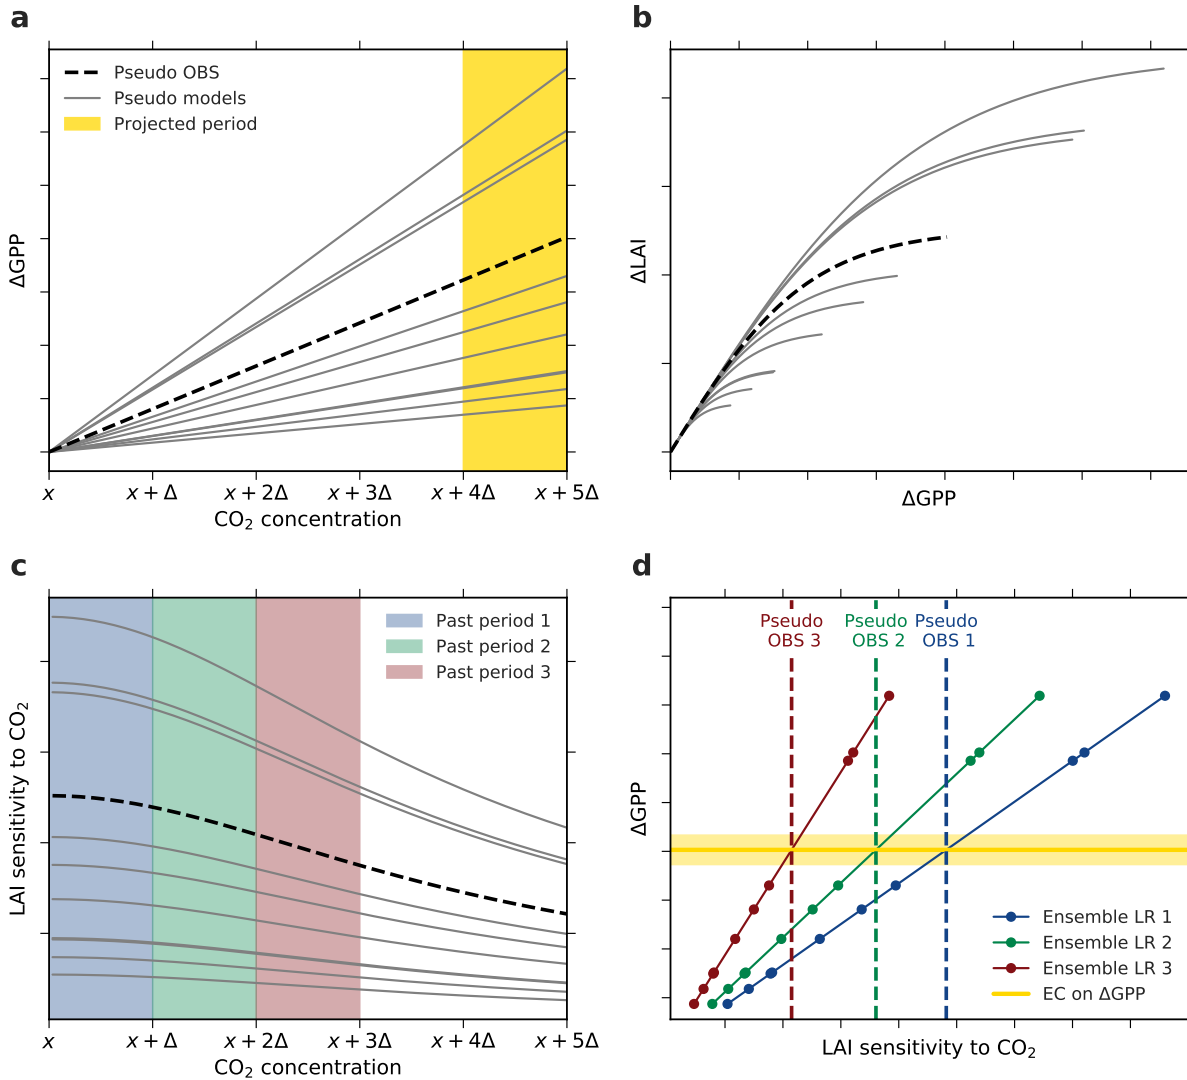 a
Pseudo OBS
Pseudo models
Projected period
ΔGPP
x
x + Δ
x + 2Δ
x + 3Δ
x + 4Δ
x + 5Δ
CO₂ concentration
b
ΔLAI
ΔGPP
c
Past period 1
Past period 2
Past period 3
LAI sensitivity to CO₂
x
x + Δ
x + 2Δ
x + 3Δ
x + 4Δ
x + 5Δ
CO₂ concentration
d
Pseudo
OBS 3
Pseudo
OBS 2
Pseudo
OBS 1
ΔGPP
Ensemble LR 1
Ensemble LR 2
Ensemble LR 3
EC on ΔGPP
LAI sensitivity to CO₂